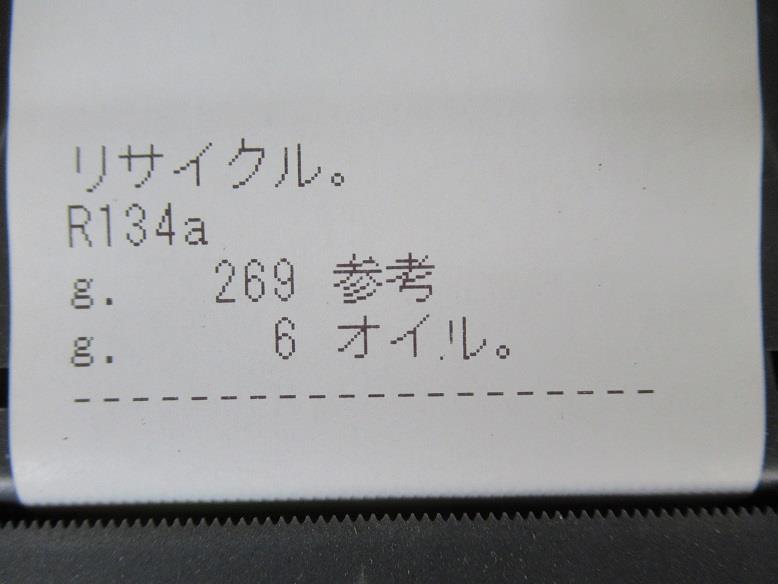 リサイクル。
R134a
g. 269 参考
g. 6 オイル。
--------------------